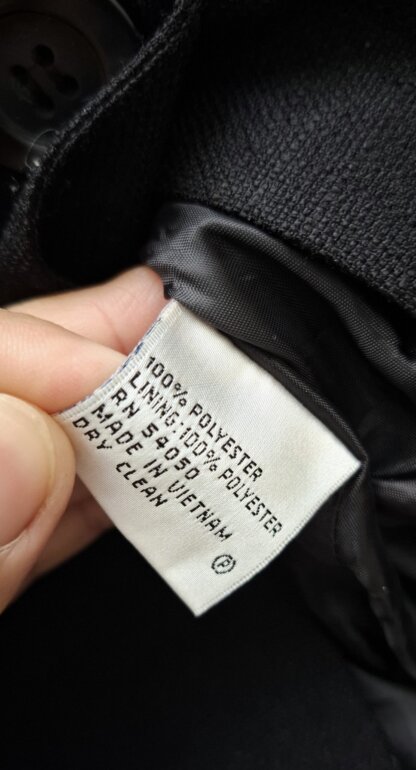 100% POLYESTER
LINING:100% POLYESTER
RN 54050
MADE IN VIETNAM
DRY CLEAN
Ⓟ